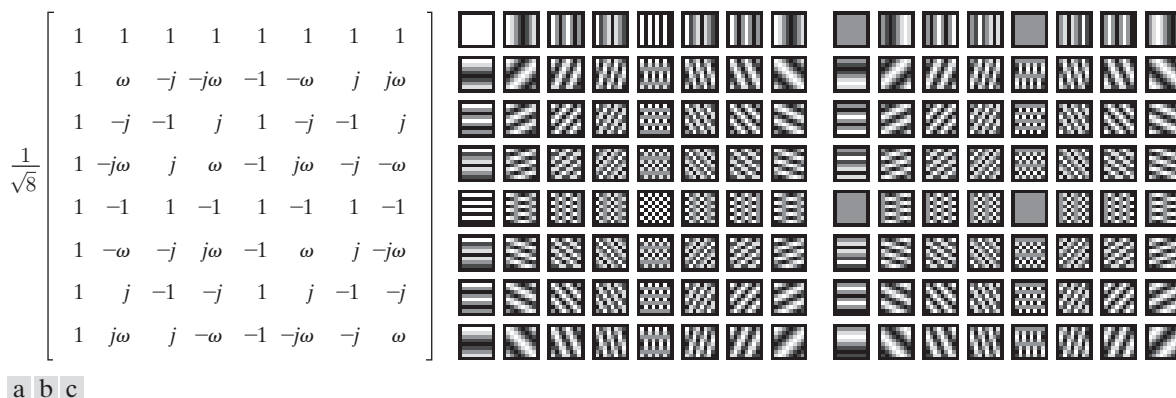 1 1 1 1 1 1 1 1
1 ω −j −jω −1 −ω j jω
1 −j −1 j 1 −j −1 j
1/√8 1 −jω j ω −1 jω −j −ω
1 −1 1 −1 1 −1 1 −1
1 −ω −j jω −1 ω j −jω
1 j −1 −j 1 j −1 −j
1 jω j −ω −1 −jω −j ω
a b c